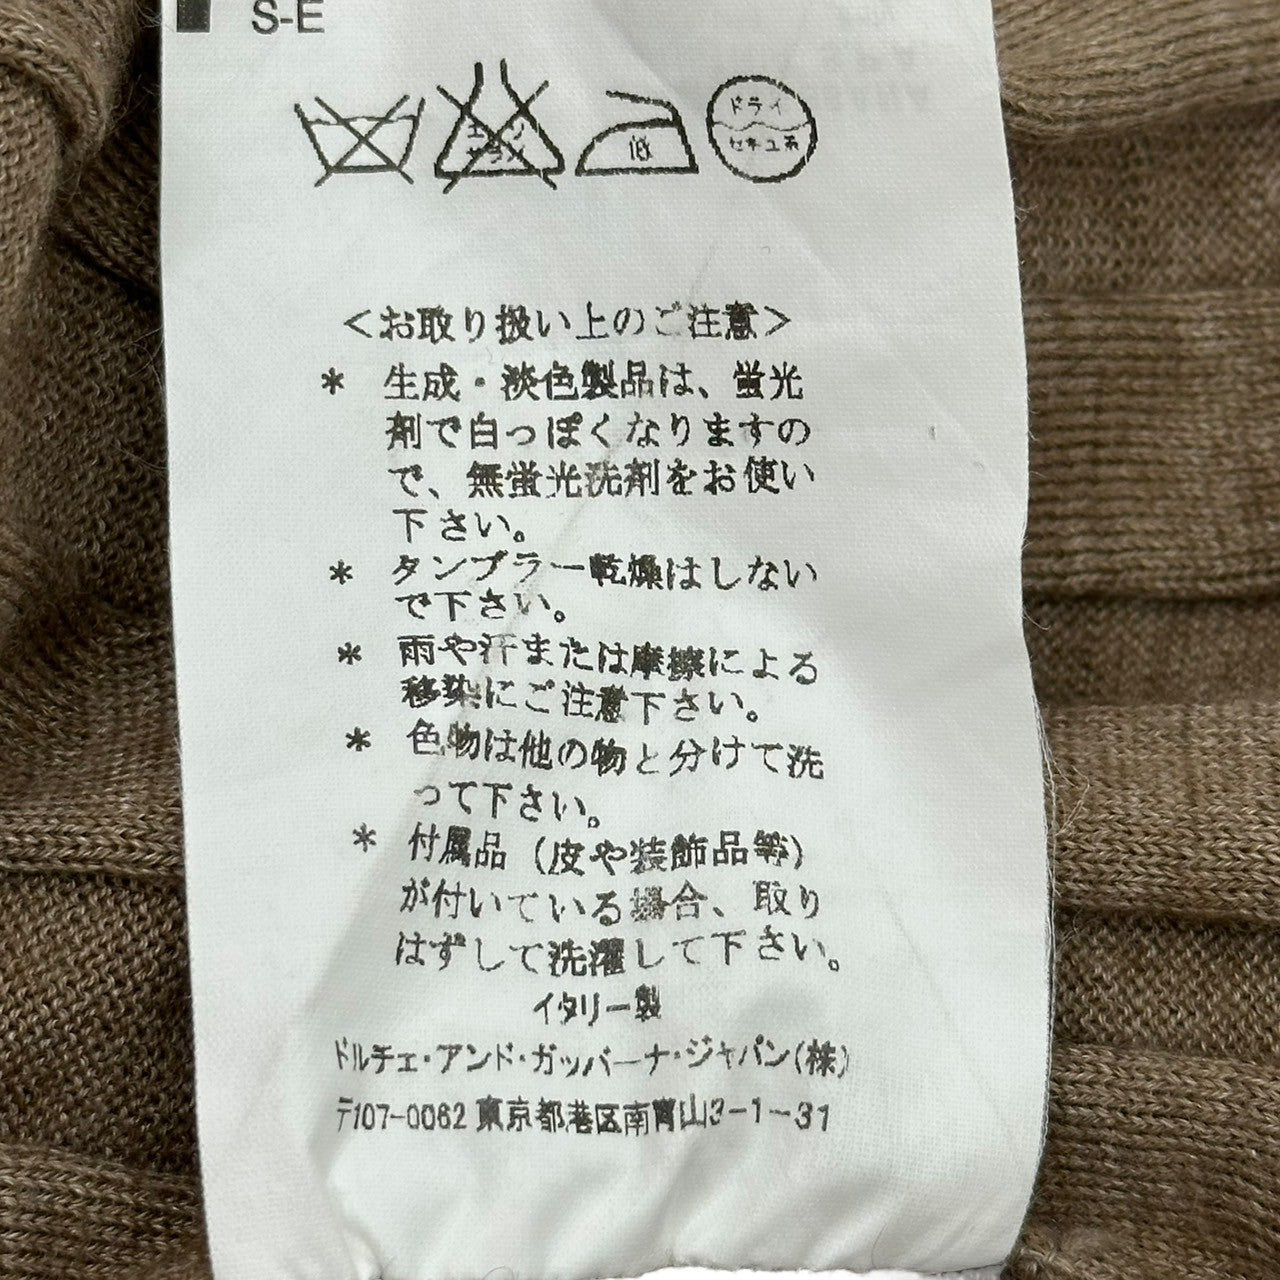 S-E
エンソ
サラシ
低
ドライ
セキユ系
＜お取り扱い上のご注意＞
＊ 生成・淡色製品は、蛍光
剤で白っぽくなりますの
で、無蛍光洗剤をお使い
下さい。
＊ タンブラー乾燥はしない
で下さい。
＊ 雨や汗または摩擦による
移染にご注意下さい。
＊ 色物は他の物と分けて洗
って下さい。
＊ 付属品（皮や装飾品等）
が付いている場合、取り
はずして洗濯して下さい。
イタリー製
ドルチェ・アンド・ガッバーナ・ジャパン(株)
〒107-0062 東京都港区南青山3-1-31